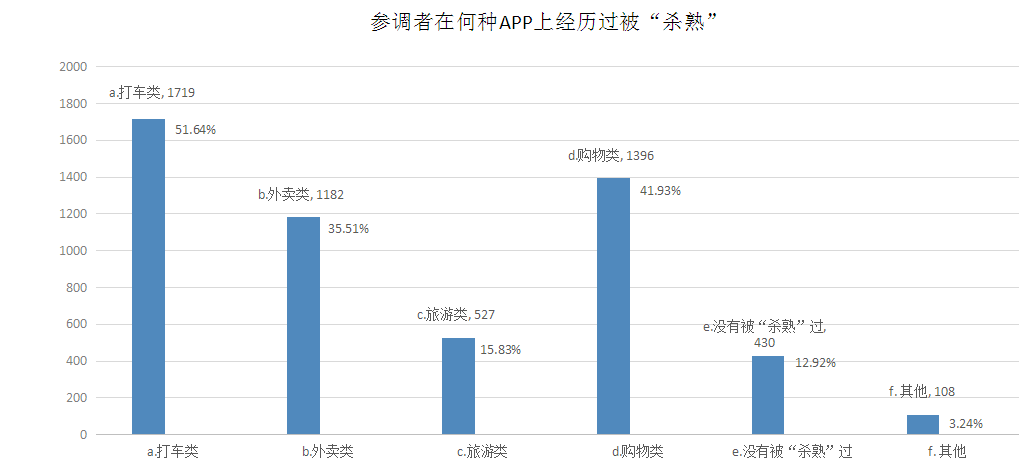 参调者在何种APP上经历过被“杀熟”
2000
1800
1600
1400
1200
1000
800
600
400
200
0
a.打车类, 1719
51.64%
b.外卖类, 1182
35.51%
c.旅游类, 527
15.83%
d.购物类, 1396
41.93%
e.没有被“杀熟”过,
430
12.92%
f. 其他, 108
3.24%
a.打车类
b.外卖类
c.旅游类
d.购物类
e.没有被“杀熟”过
f. 其他